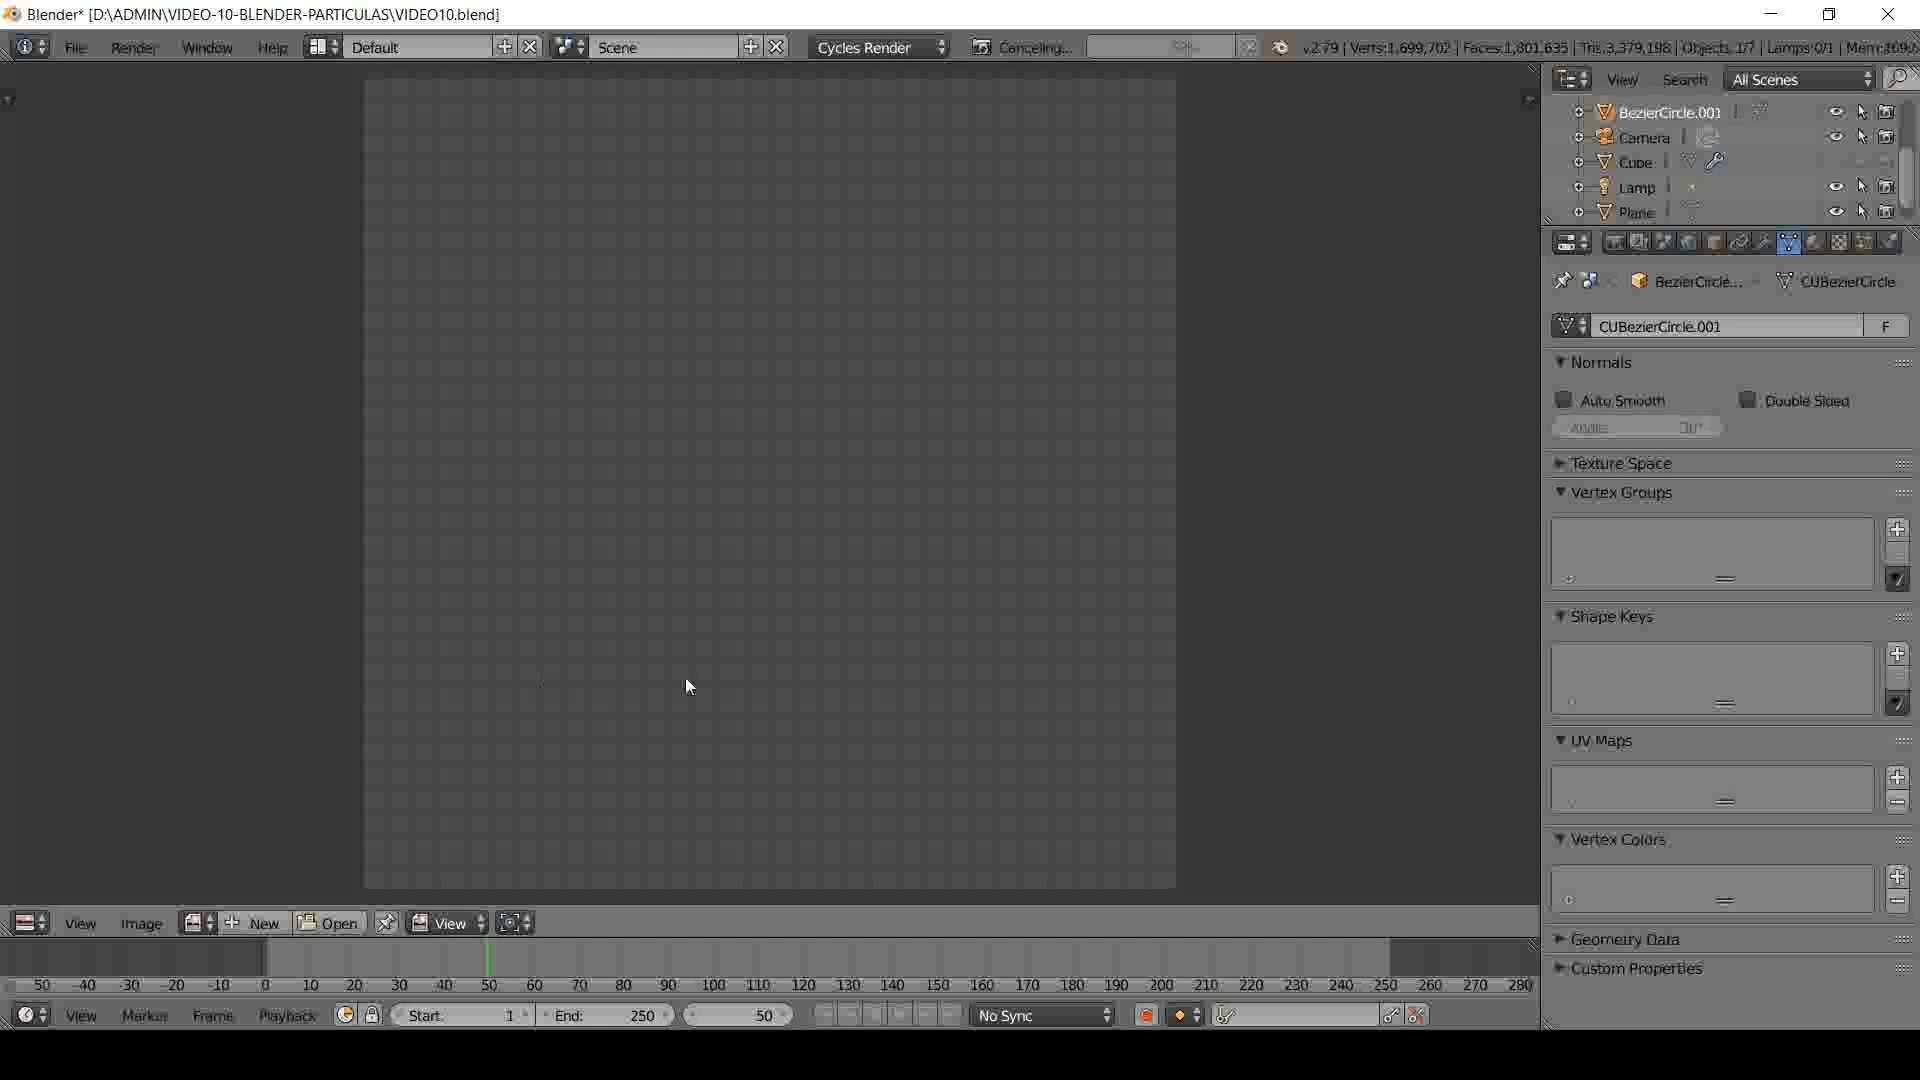 Blender* [D:\ADMIN\VIDEO-10-BLENDER-PARTICULAS\VIDEO10.blend]
File Render Window Help Default Scene Cycles Render Canceling... v2.79 | Verts:1,699,702 | Faces:1,801,635 | Tris:3,379,198 | Objects:1/7 | Lamps:0/1
View Search All Scenes
BezierCircle.001
Camera
Cube
Lamp
Plane
BezierCircle... CUBezierCircle
CUBezierCircle.001 F
Normals
Auto Smooth Double Sided
Angle:
Texture Space
Vertex Groups
Shape Keys
UV Maps
Vertex Colors
Geometry Data
Custom Properties
View Image New Open View
50 -40 -30 -20 -10 0 10 20 30 40 50 60 70 80 90 100 110 120 130 140 150 160 170 180 190 200 210 220 230 240 250 260 270 280
View Marker Frame Playback Start: 1 End: 250 50 No Sync